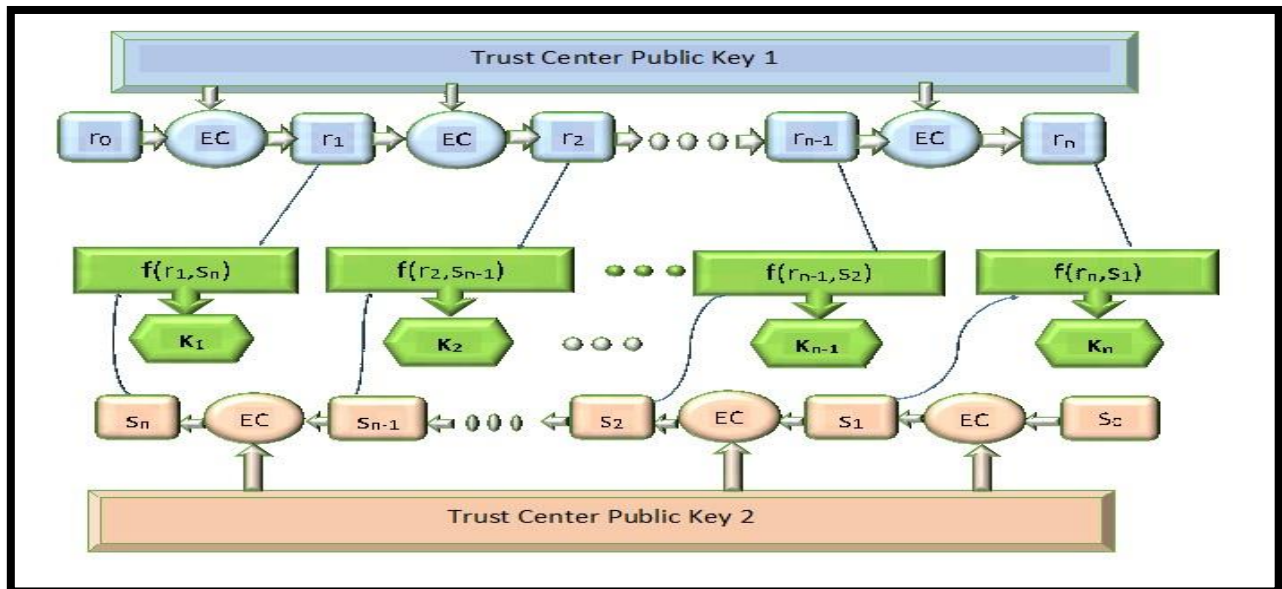 Trust Center Public Key 1
r₀ EC r₁ EC r₂ rₙ₋₁ EC rₙ
f(r₁,sₙ) f(r₂,sₙ₋₁) f(rₙ₋₁,s₂) f(rₙ,s₁)
K₁ K₂ Kₙ₋₁ Kₙ
Sₙ EC Sₙ₋₁ S₂ EC S₁ EC S₀
Trust Center Public Key 2